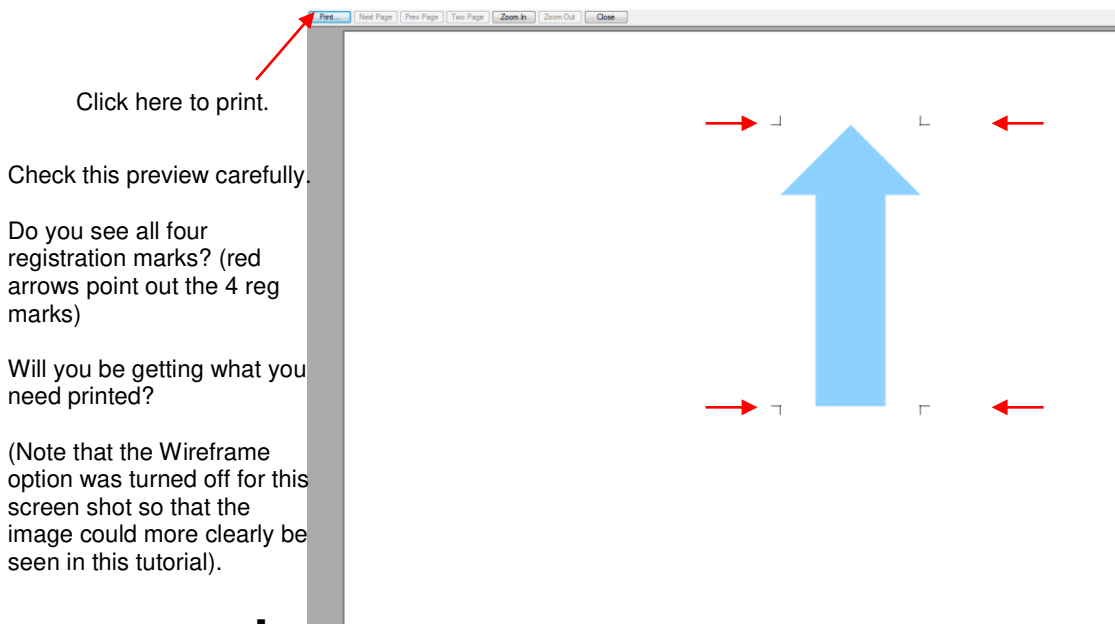 Print... Next Page Prev Page Two Page Zoom In Zoom Out Close
Click here to print.
Check this preview carefully.
Do you see all four
registration marks? (red
arrows point out the 4 reg
marks)
Will you be getting what you
need printed?
(Note that the Wireframe
option was turned off for this
screen shot so that the
image could more clearly be
seen in this tutorial).